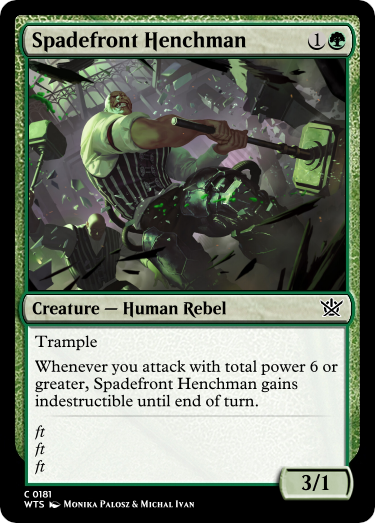 Spadefront Henchman 1
Creature — Human Rebel
Trample
Whenever you attack with total power 6 or
greater, Spadefront Henchman gains
indestructible until end of turn.
ft
ft
ft
3/1
C 0181
WTS Monika Palosz & Michal Ivan